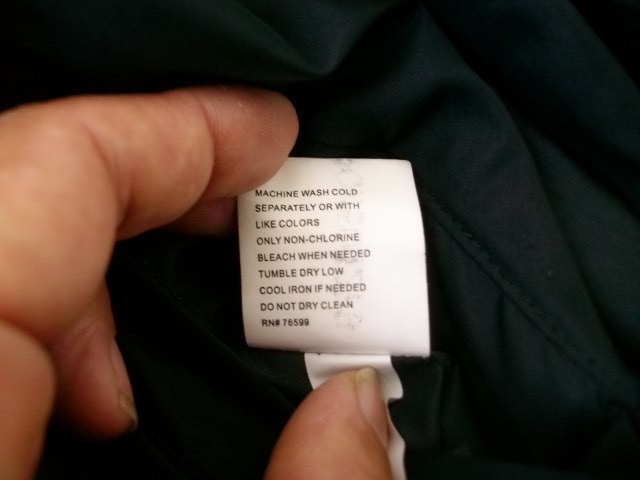 MACHINE WASH COLD
SEPARATELY OR WITH
LIKE COLORS
ONLY NON-CHLORINE
BLEACH WHEN NEEDED
TUMBLE DRY LOW
COOL IRON IF NEEDED
DO NOT DRY CLEAN
RN# 76599